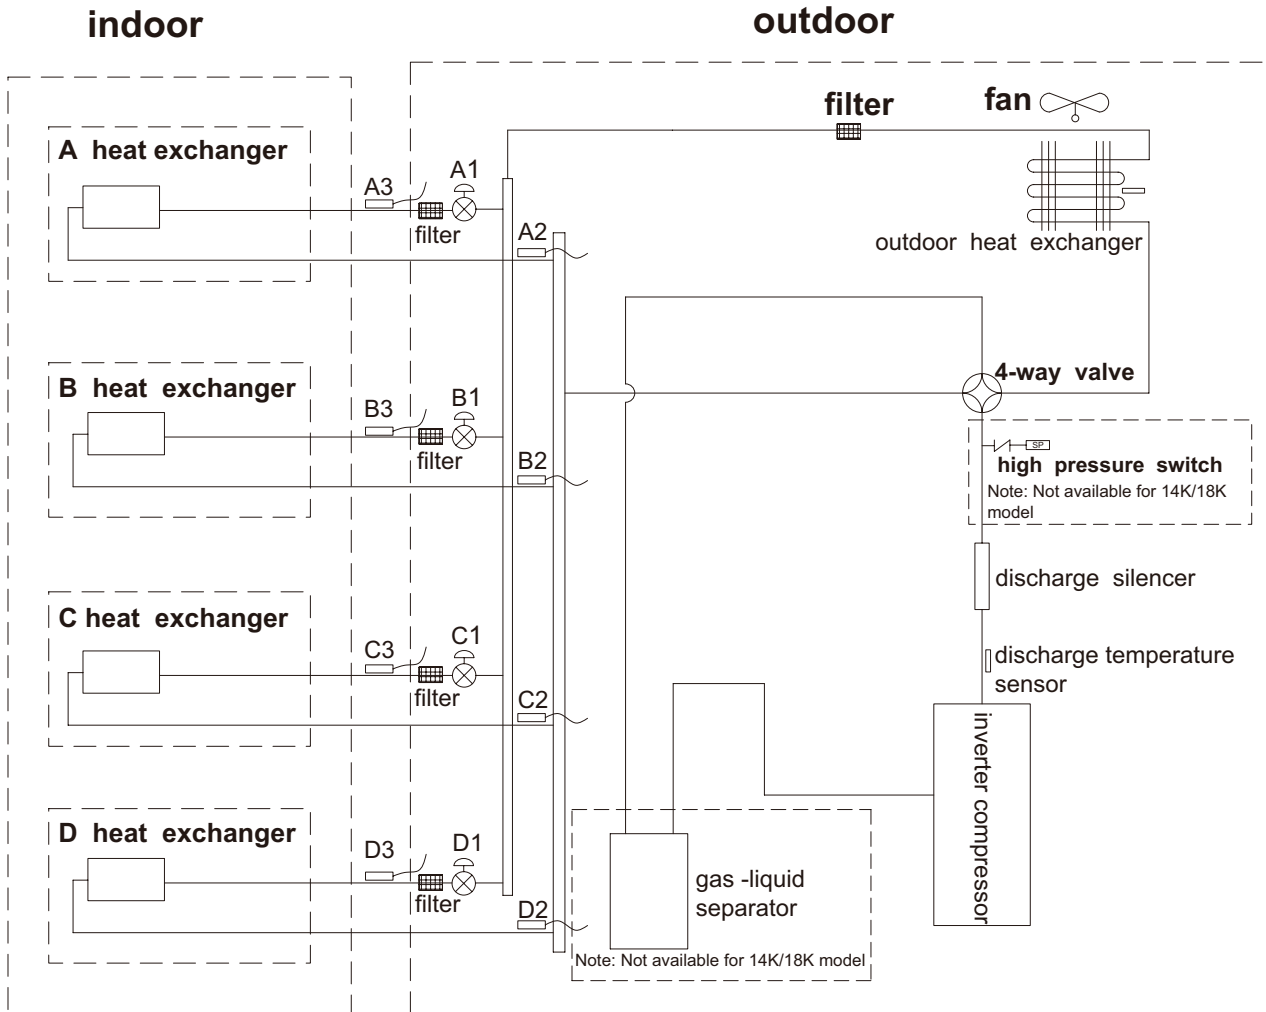 indoor
outdoor
filter
fan
A heat exchanger
A3
A1
filter
A2
outdoor heat exchanger
4-way valve
B heat exchanger
B3
B1
filter
B2
SP
high pressure switch
Note: Not available for 14K/18K
model
discharge silencer
C heat exchanger
C3
C1
filter
C2
discharge temperature
sensor
inverter compressor
D heat exchanger
D3
D1
filter
D2
gas -liquid
separator
Note: Not available for 14K/18K model